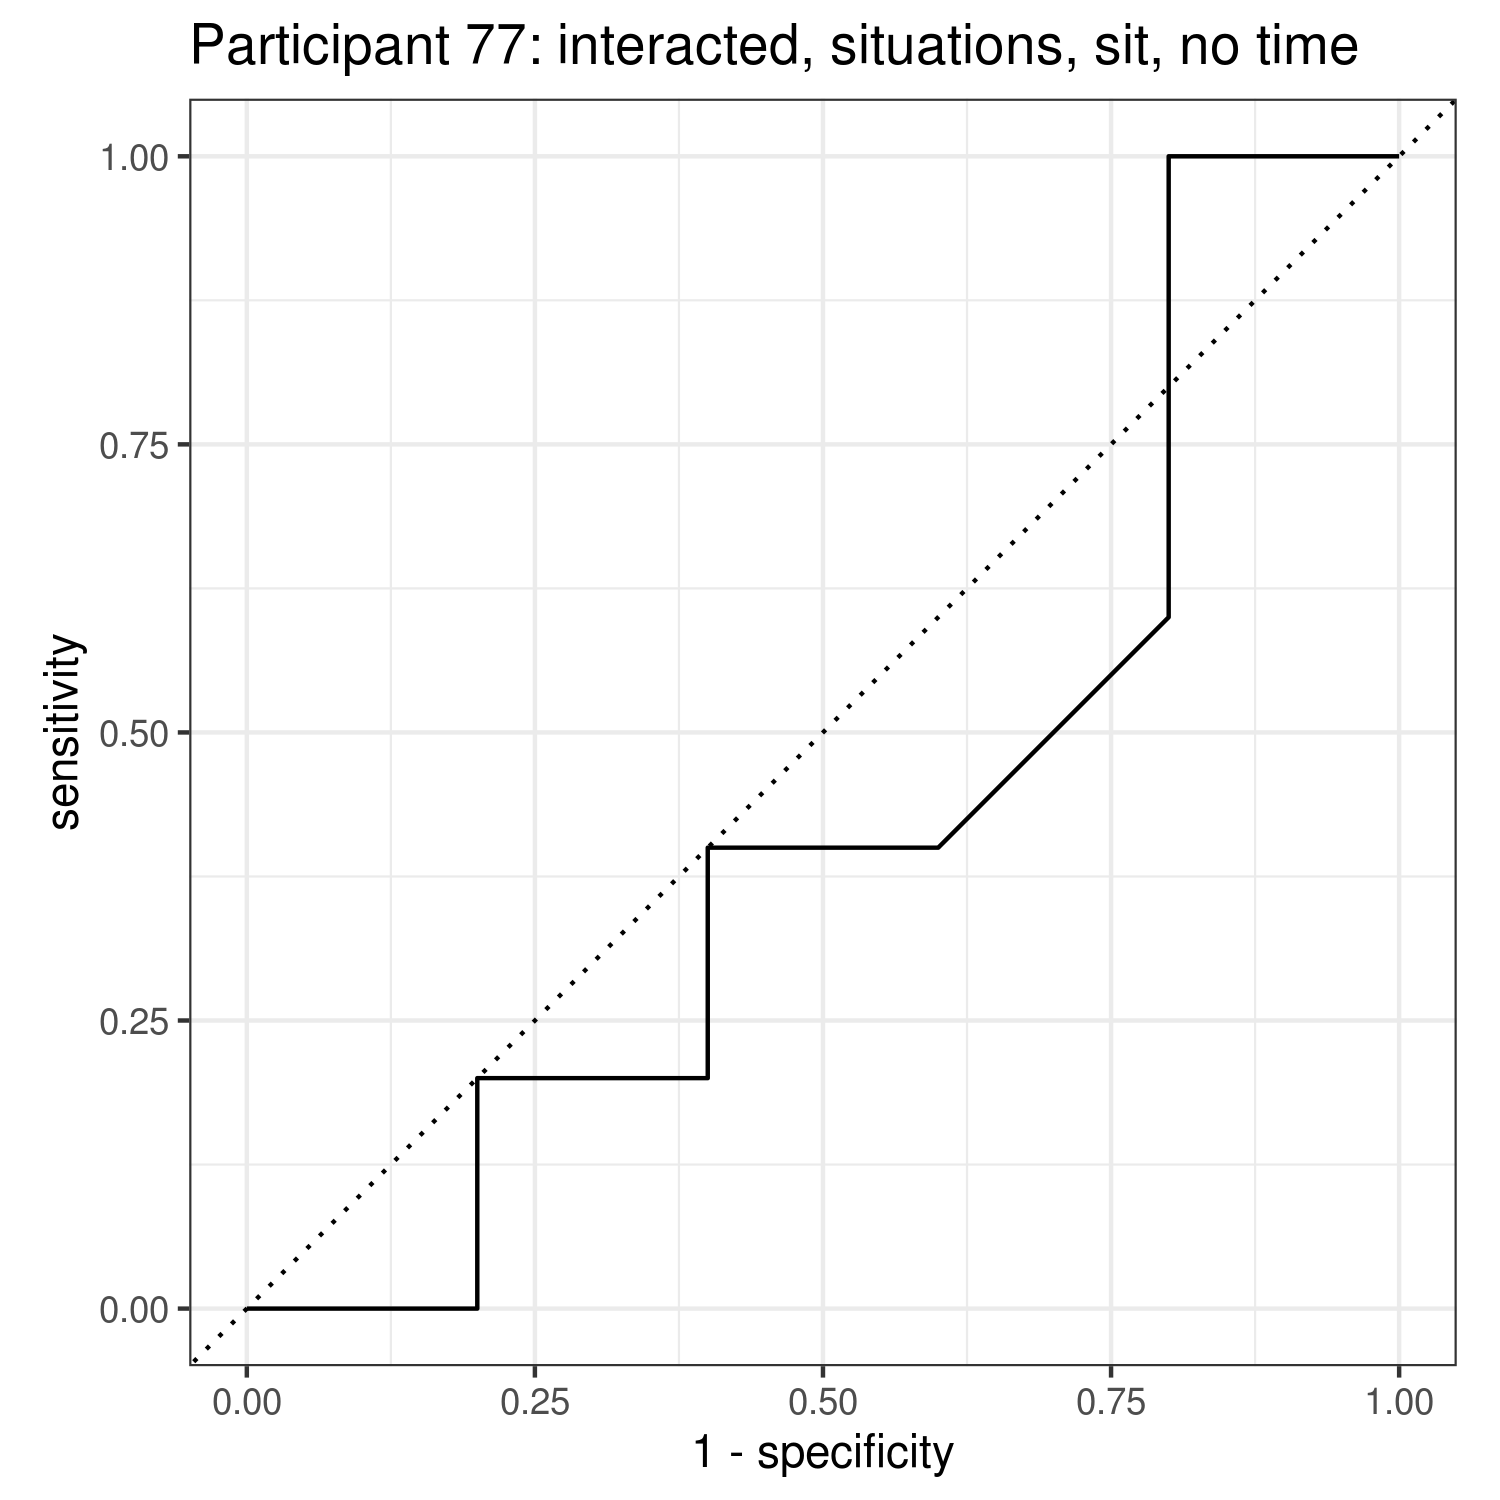 Participant 77: interacted, situations, sit, no time
1.00
0.75
0.50
0.25
0.00
sensitivity
0.00 0.25 0.50 0.75 1.00
1 - specificity